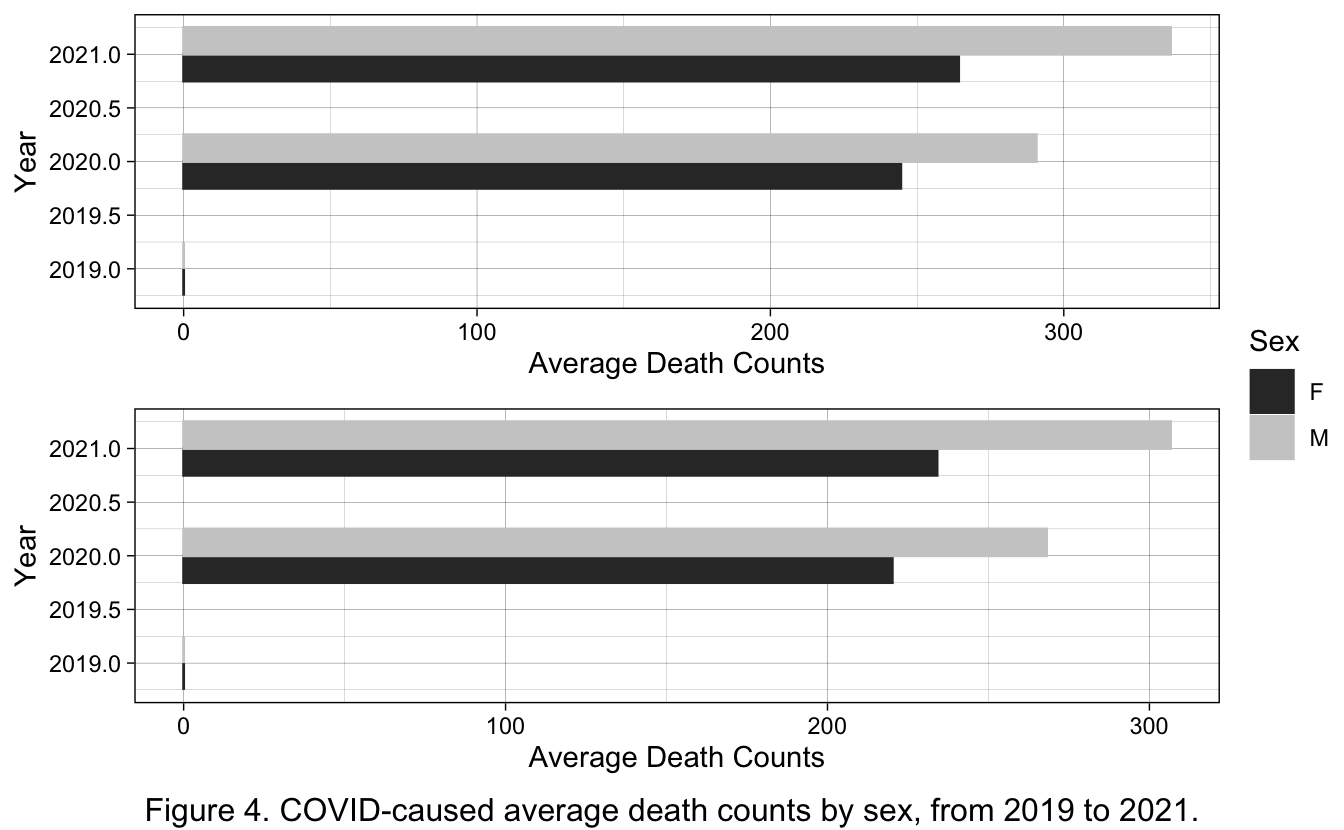 2021.0
2020.5
2020.0
2019.5
2019.0
Year
0 100 200 300
Average Death Counts
Sex
F
M
2021.0
2020.5
2020.0
2019.5
2019.0
Year
0 100 200 300
Average Death Counts
Figure 4. COVID-caused average death counts by sex, from 2019 to 2021.